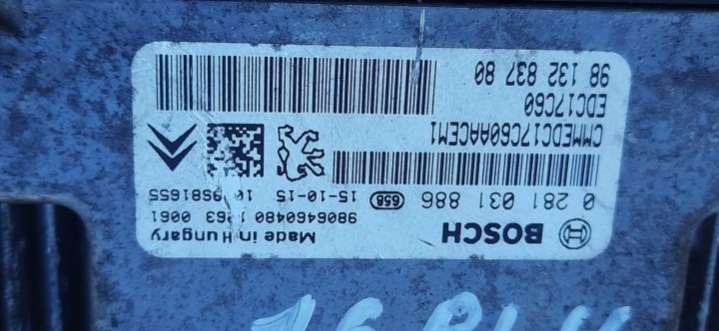 BOSCH
Made in Hungary
9806460480 0061
0 281 031 886 658 15-10-15
CMMEDC17C60AACEM1
EDC17C60
98 132 837 80